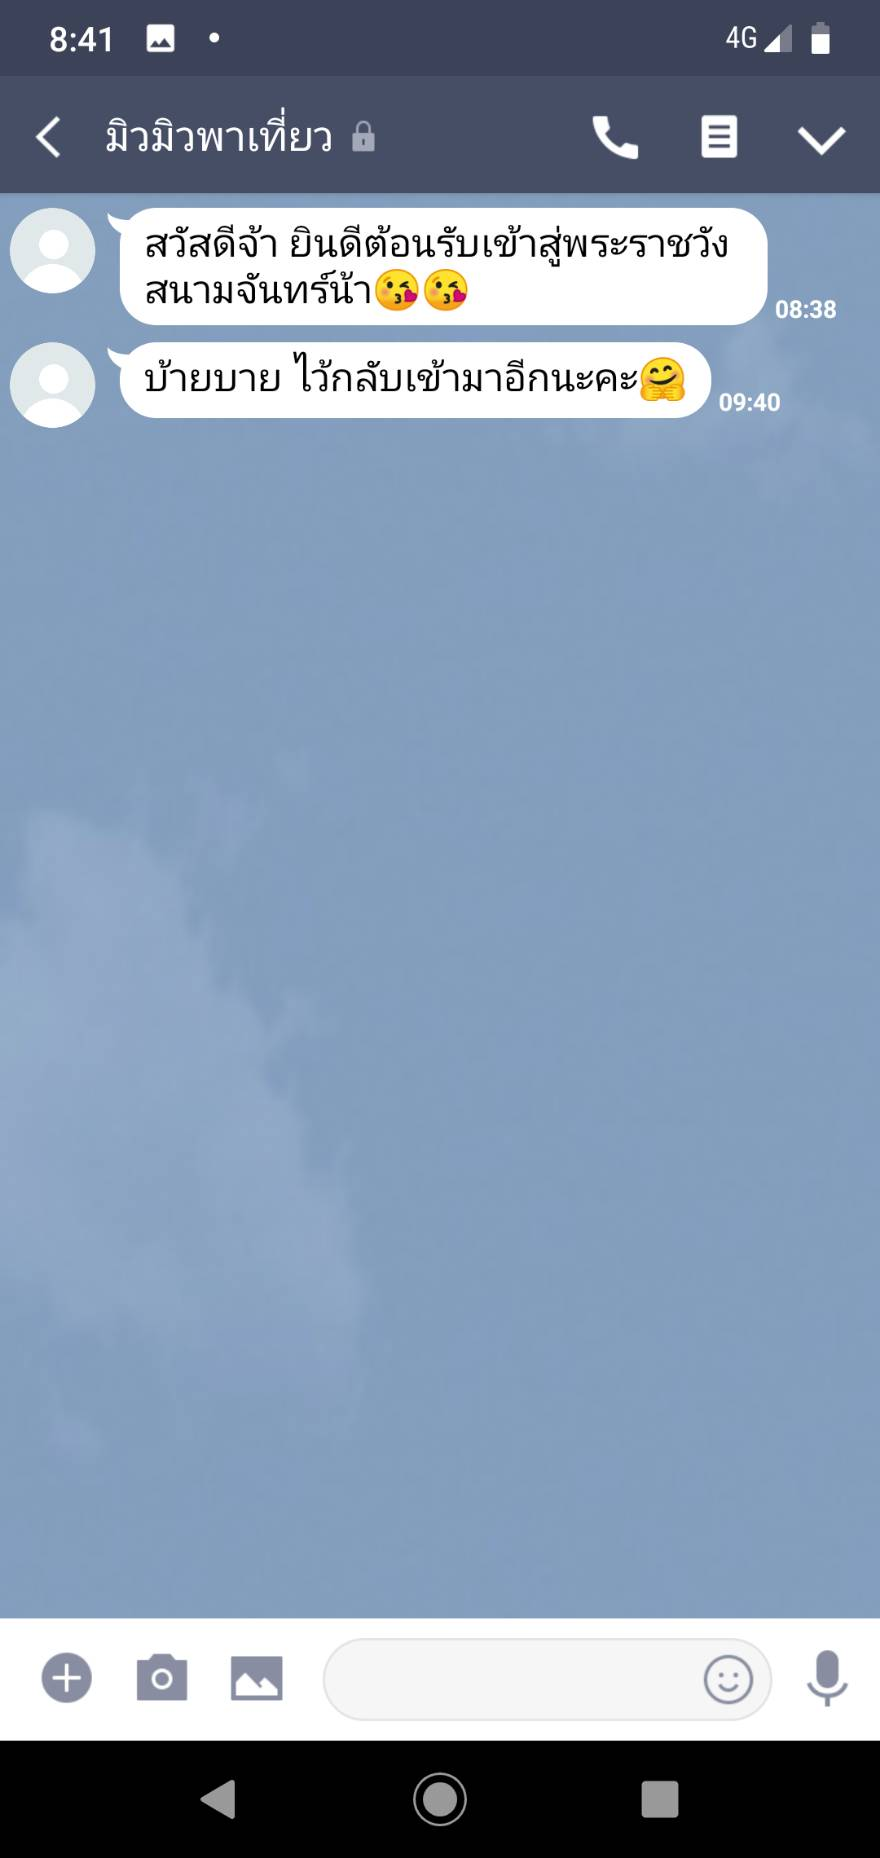 8:41
4G
มิวมิวพาเที่ยว
สวัสดีจ้า ยินดีต้อนรับเข้าสู่พระราชวัง
สนามจันทร์น้า😘😘
08:38
บ้ายบาย ไว้กลับเข้ามาอีกนะคะ🤗
09:40